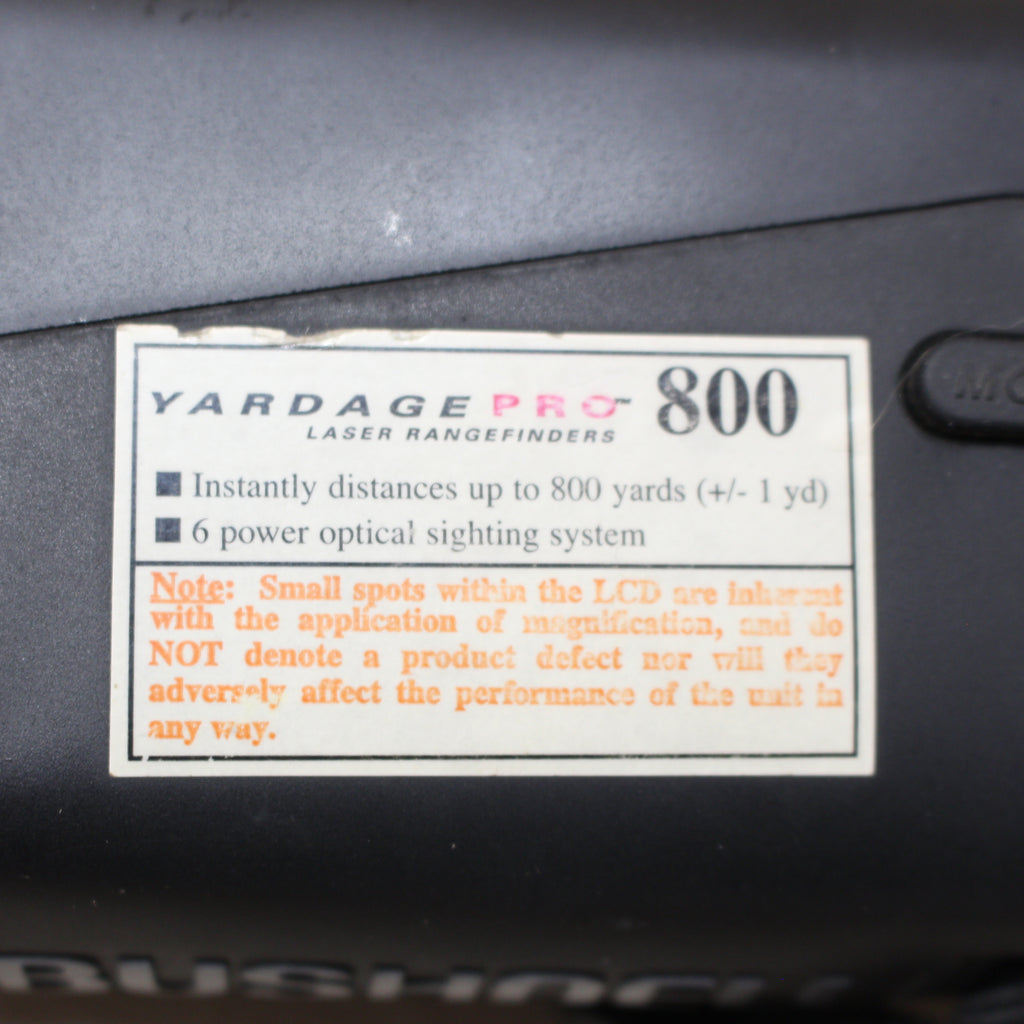 YARDAGE PRO™ 800
LASER RANGEFINDERS
■ Instantly distances up to 800 yards (+/- 1 yd)
■ 6 power optical sighting system
Note: Small spots within the LCD are inherent
with the application of magnification, and do
NOT denote a product defect nor will they
adversely affect the performance of the unit in
any way.